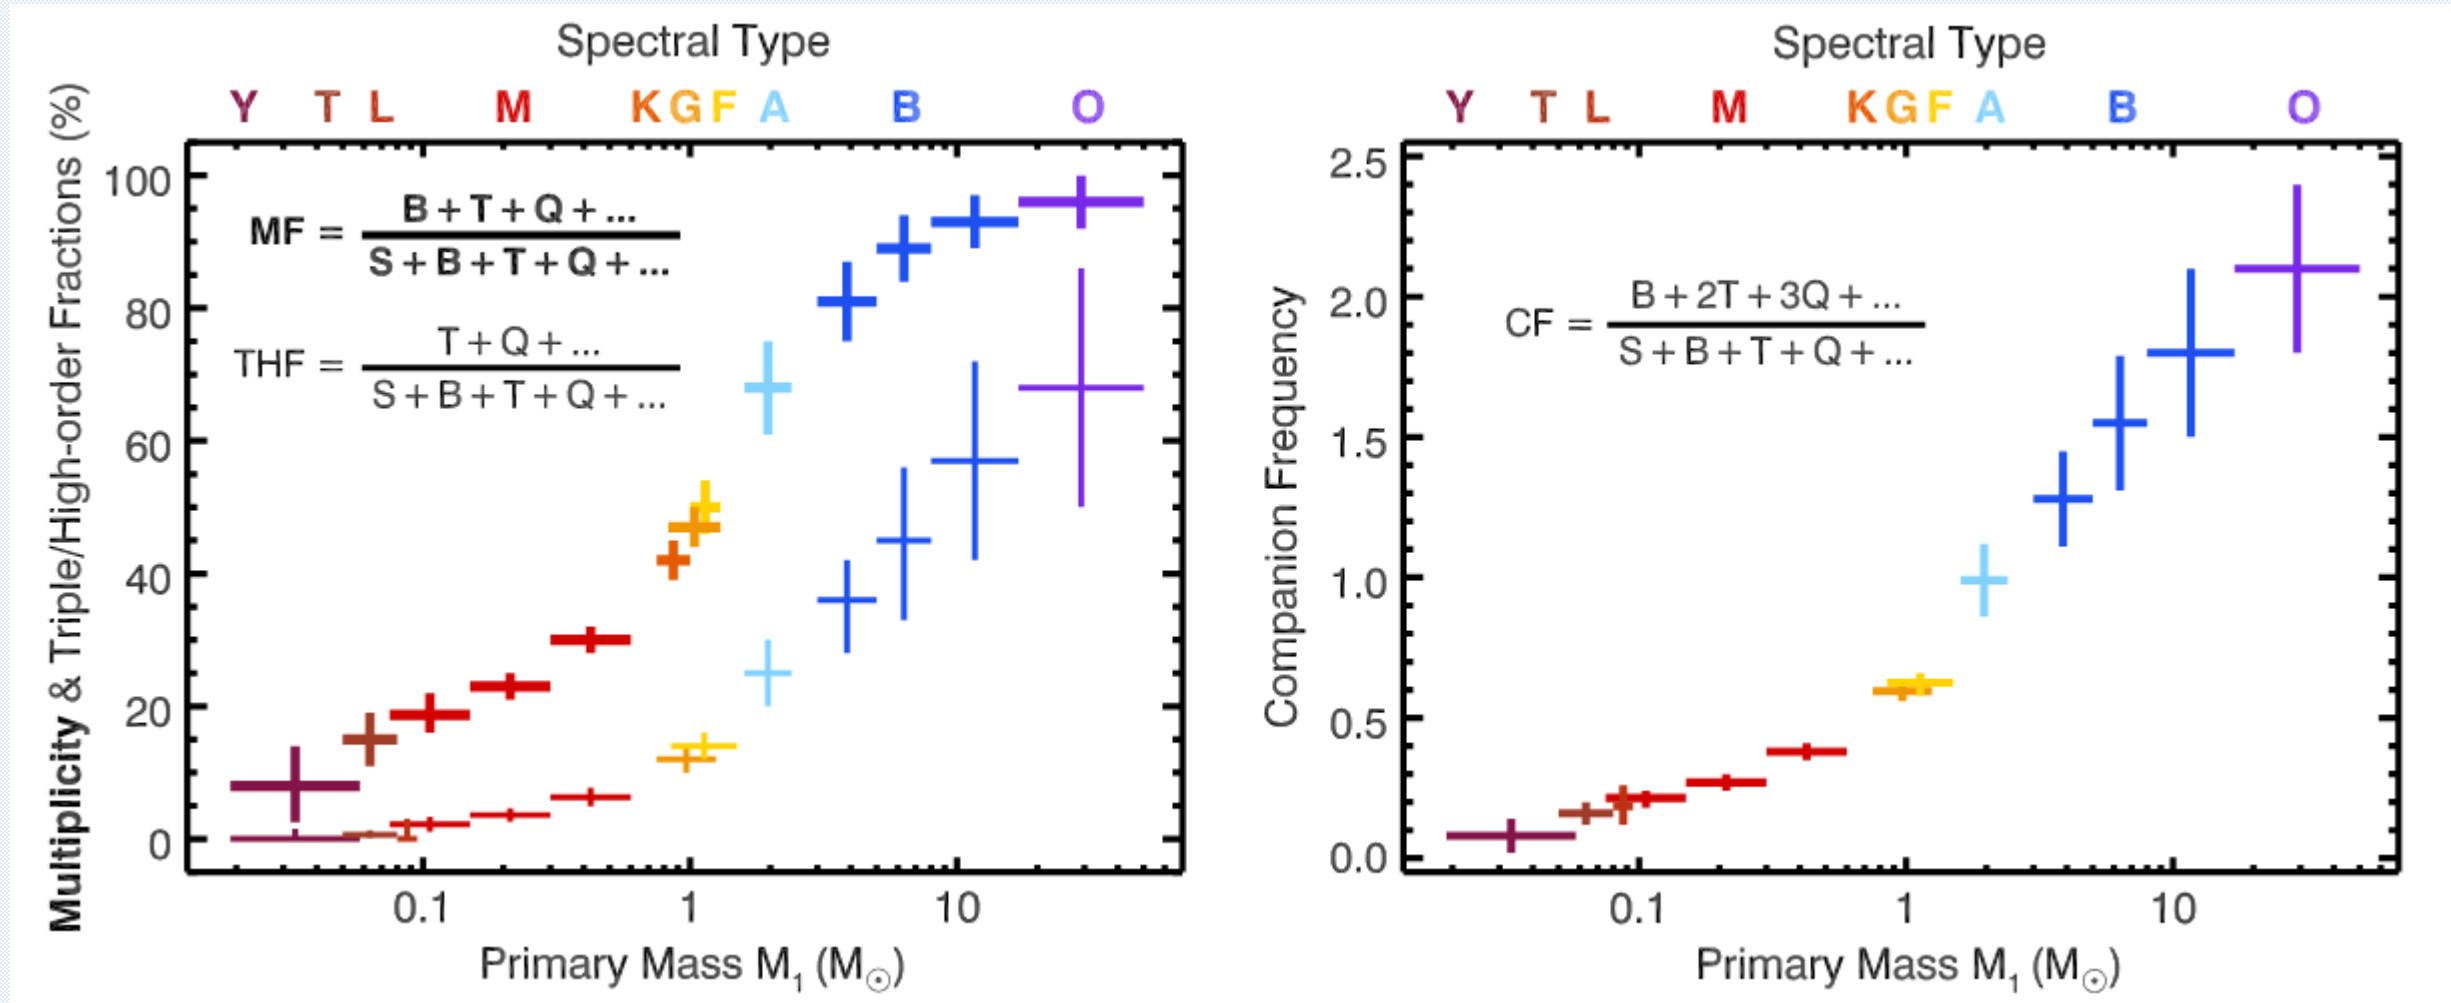 Spectral Type
Y T L M K G F A B O
Multiplicity & Triple/High-order Fractions (%)
100
80
60
40
20
0
MF = B + T + Q + ...
S + B + T + Q + ...
THF = T + Q + ...
S + B + T + Q + ...
0.1 1 10
Primary Mass M₁ (M☉)
Spectral Type
Y T L M K G F A B O
Companion Frequency
2.5
2.0
1.5
1.0
0.5
0.0
CF = B + 2T + 3Q + ...
S + B + T + Q + ...
0.1 1 10
Primary Mass M₁ (M☉)